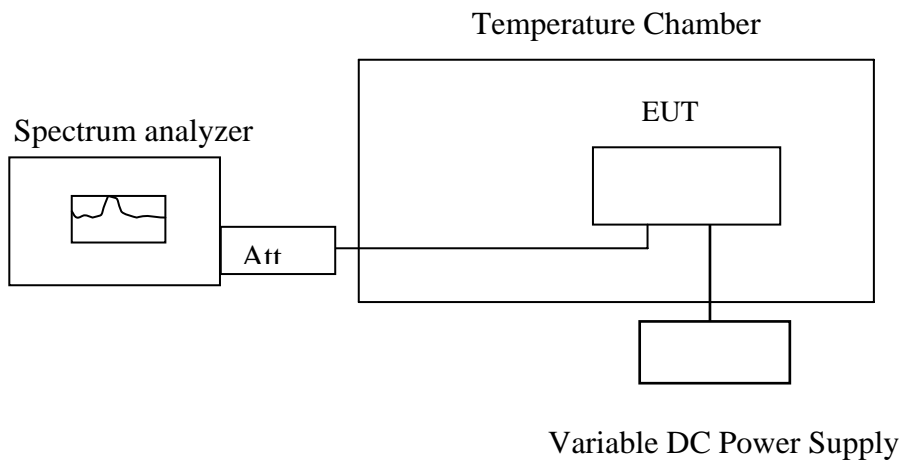 Temperature Chamber
EUT
Spectrum analyzer
Att
Variable DC Power Supply